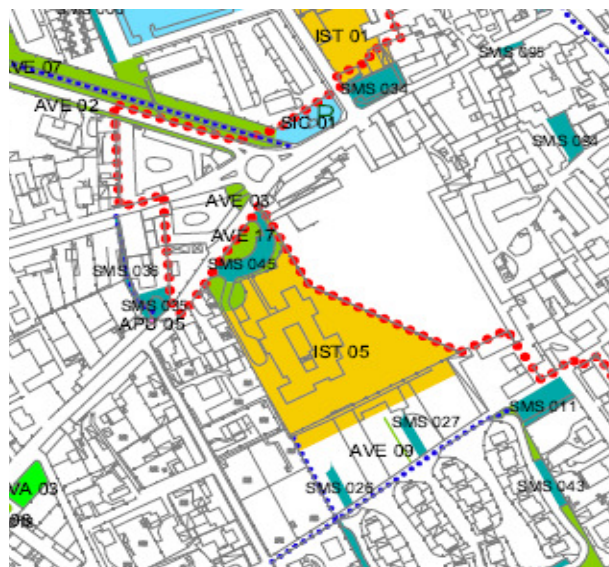 IST 01
SMS 095
AVE 07
SMS 034
AVE 02
SIC 01
SMS 094
AVE 03
AVE 17
SMS 045
SMS 036
SMS 035
APU 05
IST 05
SMS 011
SMS 027
AVE 09
VA 03
SMS 026
SMS 043